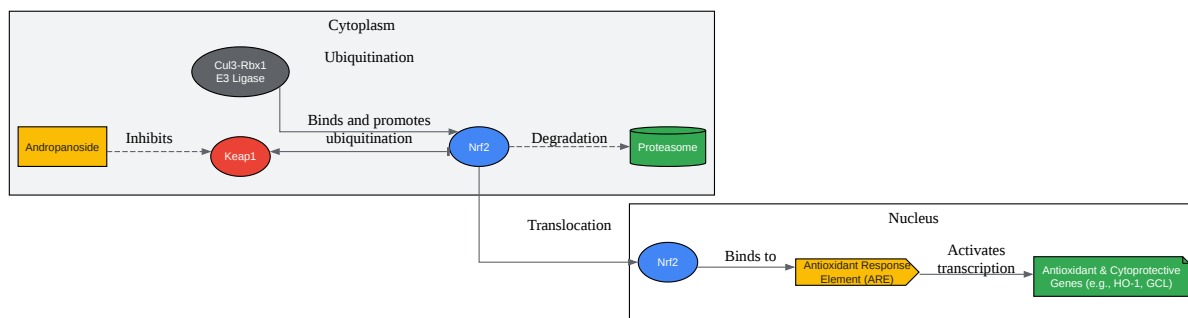 Cytoplasm
Ubiquitination
Cul3-Rbx1
E3 Ligase
Binds and promotes
ubiquitination
Andropanoside
Inhibits
Keap1
Nrf2
Degradation
Proteasome
Translocation
Nucleus
Nrf2
Binds to
Antioxidant Response
Element (ARE)
Activates
transcription
Antioxidant & Cytoprotective
Genes (e.g., HO-1, GCL)